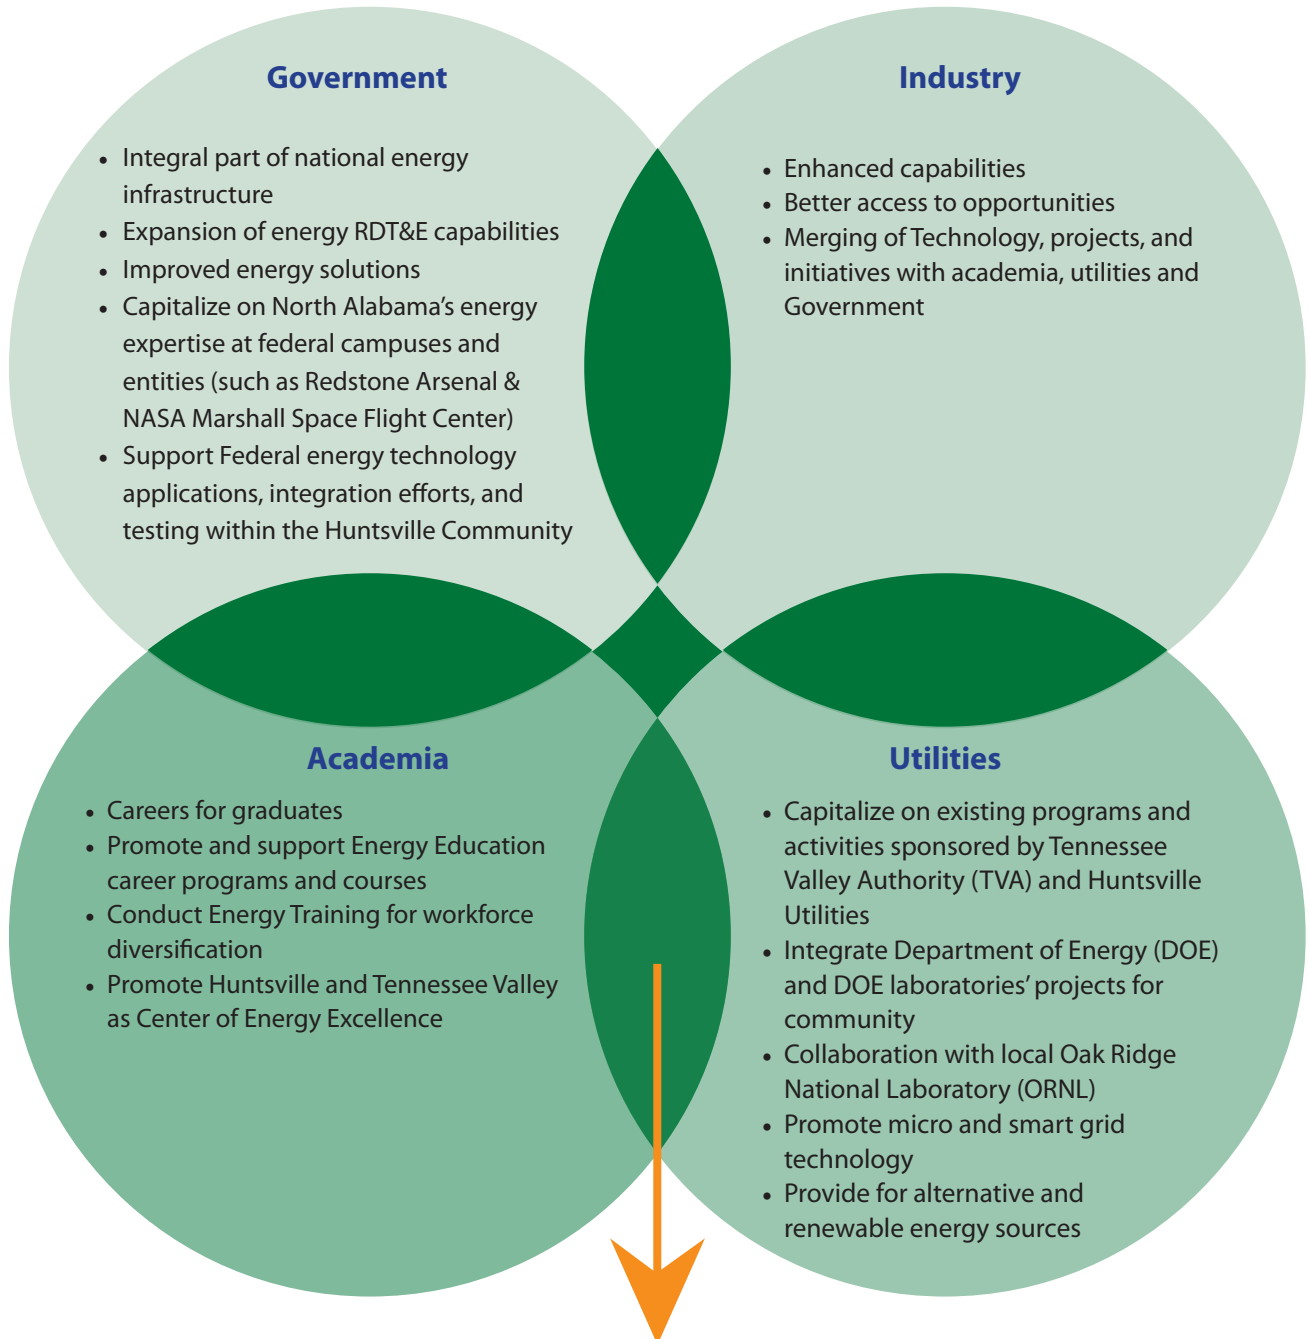 Government
• Integral part of national energy
infrastructure
• Expansion of energy RDT&E capabilities
• Improved energy solutions
• Capitalize on North Alabama’s energy
expertise at federal campuses and
entities (such as Redstone Arsenal &
NASA Marshall Space Flight Center)
• Support Federal energy technology
applications, integration efforts, and
testing within the Huntsville Community
Industry
• Enhanced capabilities
• Better access to opportunities
• Merging of Technology, projects, and
initiatives with academia, utilities and
Government
Academia
• Careers for graduates
• Promote and support Energy Education
career programs and courses
• Conduct Energy Training for workforce
diversification
• Promote Huntsville and Tennessee Valley
as Center of Energy Excellence
Utilities
• Capitalize on existing programs and
activities sponsored by Tennessee
Valley Authority (TVA) and Huntsville
Utilities
• Integrate Department of Energy (DOE)
and DOE laboratories’ projects for
community
• Collaboration with local Oak Ridge
National Laboratory (ORNL)
• Promote micro and smart grid
technology
• Provide for alternative and
renewable energy sources